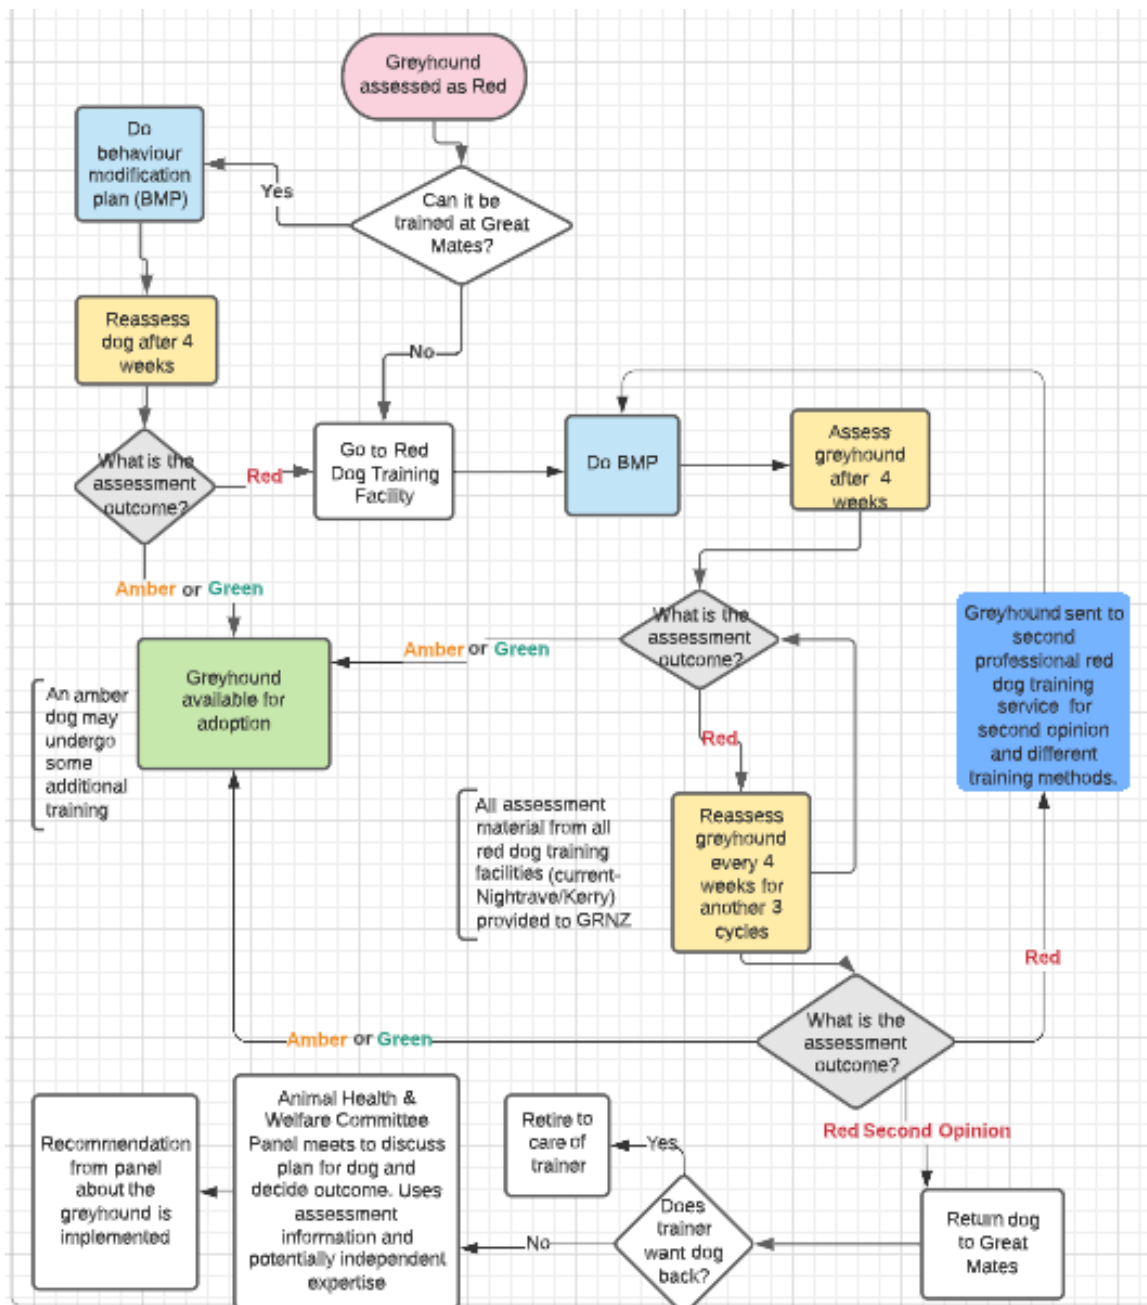 Greyhound
assessed as Red
Do
behaviour
modification
plan (BMP)
Yes
Can it be
trained at Great
Mates?
Reassess
dog after 4
weeks
No
What is the
assessment
outcome?
Red
Go to Red
Dog Training
Facility
Do BMP
Assess
greyhound
after 4
weeks
Amber or Green
What is the
assessment
outcome?
Amber or Green
Greyhound
available for
adoption
An amber
dog may
undergo
some
additional
training
Red
Greyhound sent to
second
professional red
dog training
service for
second opinion
and different
training methods.
All assessment
material from all
red dog training
facilities (current-
Nightrave/Kerry)
provided to GRNZ
Reassess
greyhound
every 4
weeks for
another 3
cycles
Red
What is the
assessment
outcome?
Amber or Green
Red Second Opinion
Return dog
to Great
Mates
Does
trainer
want dog
back?
Yes
Retire to
care of
trainer
No
Animal Health &
Welfare Committee
Panel meets to discuss
plan for dog and
decide outcome. Uses
assessment
information and
potentially independent
expertise
Recommendation
from panel
about the
greyhound is
implemented